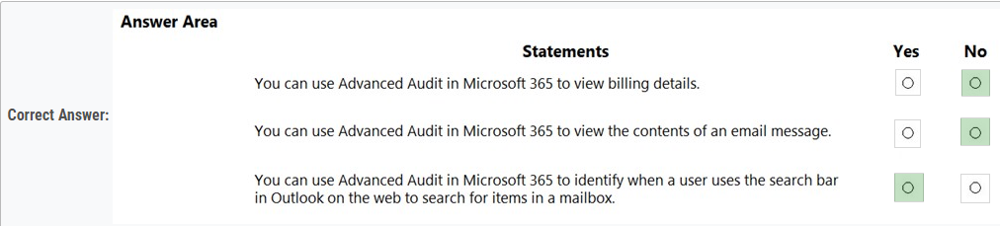 Answer Area
Statements Yes No
You can use Advanced Audit in Microsoft 365 to view billing details.
Correct Answer:
You can use Advanced Audit in Microsoft 365 to view the contents of an email message.
You can use Advanced Audit in Microsoft 365 to identify when a user uses the search bar
in Outlook on the web to search for items in a mailbox.